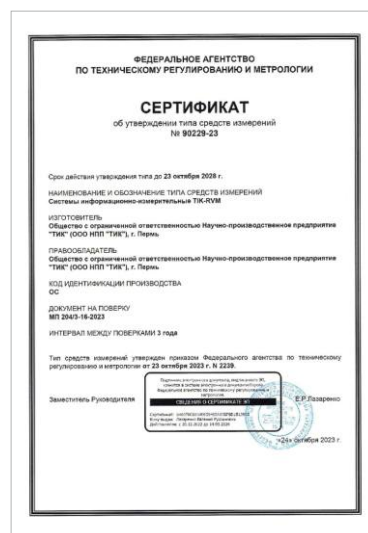 ФЕДЕРАЛЬНОЕ АГЕНТСТВО
ПО ТЕХНИЧЕСКОМУ РЕГУЛИРОВАНИЮ И МЕТРОЛОГИИ
СЕРТИФИКАТ
об утверждении типа средств измерений
№ 90229-23
Срок действия утверждения типа до 23 октября 2028 г.
НАИМЕНОВАНИЕ И ОБОЗНАЧЕНИЕ ТИПА СРЕДСТВ ИЗМЕРЕНИЙ
Системы информационно-измерительные TIK-RVM
ИЗГОТОВИТЕЛЬ
Общество с ограниченной ответственностью Научно-производственное предприятие
"ТИК" (ООО НПП "ТИК"), г. Пермь
ПРАВООБЛАДАТЕЛЬ
Общество с ограниченной ответственностью Научно-производственное предприятие
"ТИК" (ООО НПП "ТИК"), г. Пермь
КОД ИДЕНТИФИКАЦИИ ПРОИЗВОДСТВА
ОС
ДОКУМЕНТ НА ПОВЕРКУ
МП 204/3-16-2023
ИНТЕРВАЛ МЕЖДУ ПОВЕРКАМИ 3 года
Тип средств измерений утвержден приказом Федерального агентства по техническому
регулированию и метрологии от 23 октября 2023 г. N 2239.
Заместитель Руководителя
СВЕДЕНИЯ О СЕРТИФИКАТЕ ЭП
Е.Р.Лазаренко
«24» октября 2023 г.